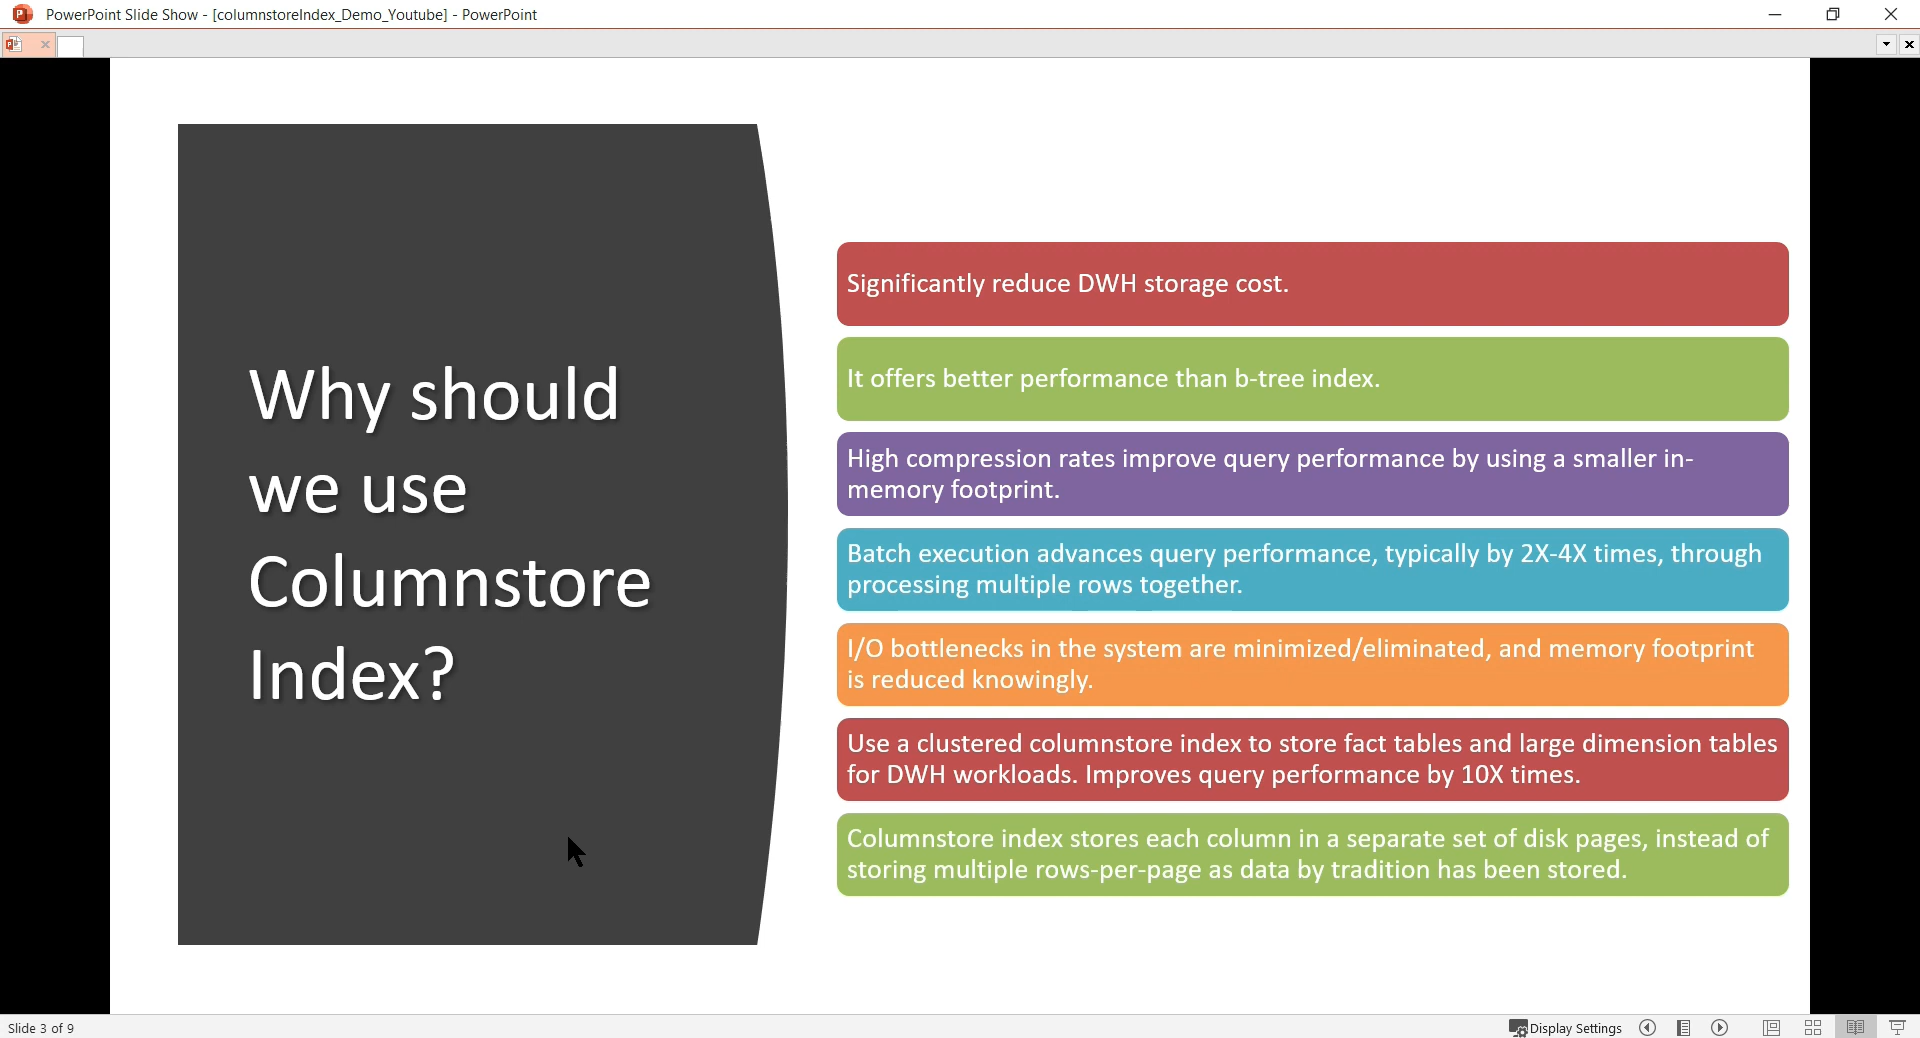 PowerPoint Slide Show - [columnstoreIndex_Demo_Youtube] - PowerPoint
Why should
we use
Columnstore
Index?
Significantly reduce DWH storage cost.
It offers better performance than b-tree index.
High compression rates improve query performance by using a smaller in-
memory footprint.
Batch execution advances query performance, typically by 2X-4X times, through
processing multiple rows together.
I/O bottlenecks in the system are minimized/eliminated, and memory footprint
is reduced knowingly.
Use a clustered columnstore index to store fact tables and large dimension tables
for DWH workloads. Improves query performance by 10X times.
Columnstore index stores each column in a separate set of disk pages, instead of
storing multiple rows-per-page as data by tradition has been stored.
Slide 3 of 9
Display Settings